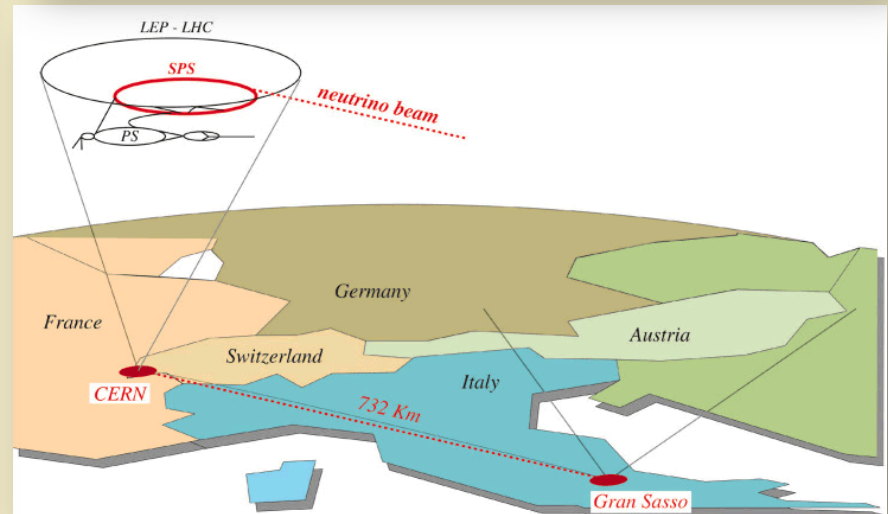 LEP - LHC
SPS
neutrino beam
PS
Germany
France
Austria
Switzerland
Italy
CERN
732 Km
Gran Sasso